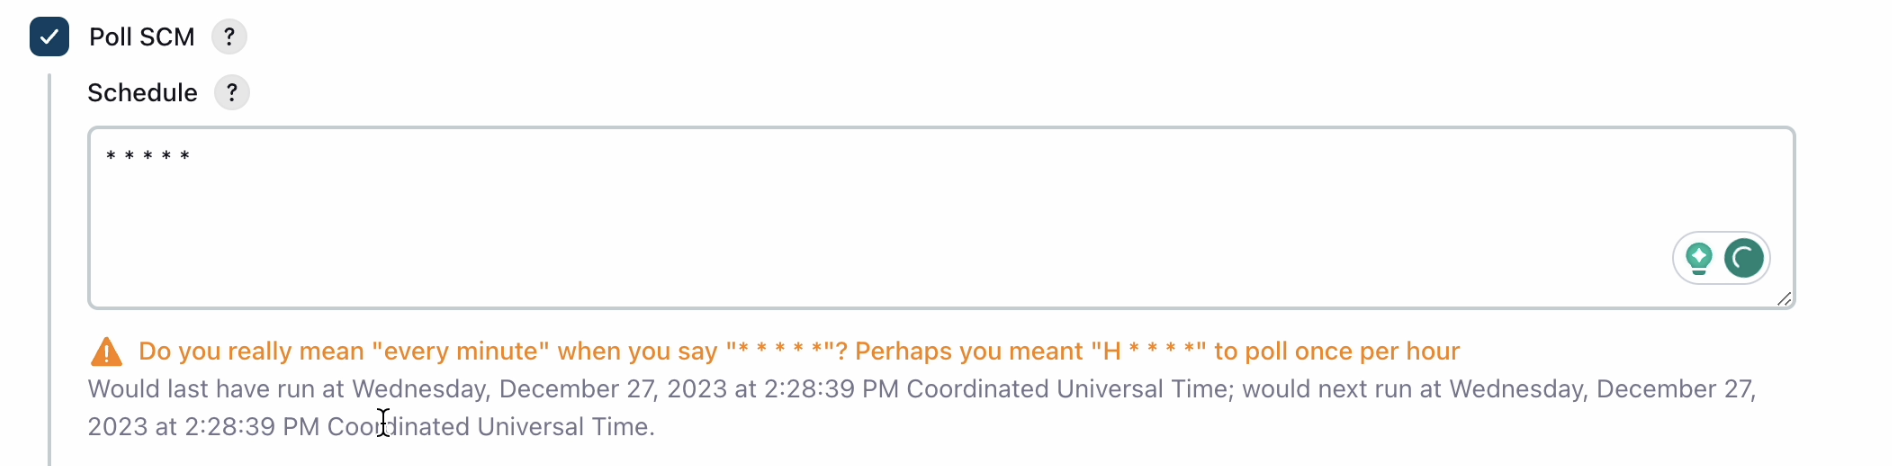 Poll SCM ?
Schedule ?
* * * * *
Do you really mean "every minute" when you say "* * * * *"? Perhaps you meant "H * * * *" to poll once per hour
Would last have run at Wednesday, December 27, 2023 at 2:28:39 PM Coordinated Universal Time; would next run at Wednesday, December 27,
2023 at 2:28:39 PM Coordinated Universal Time.